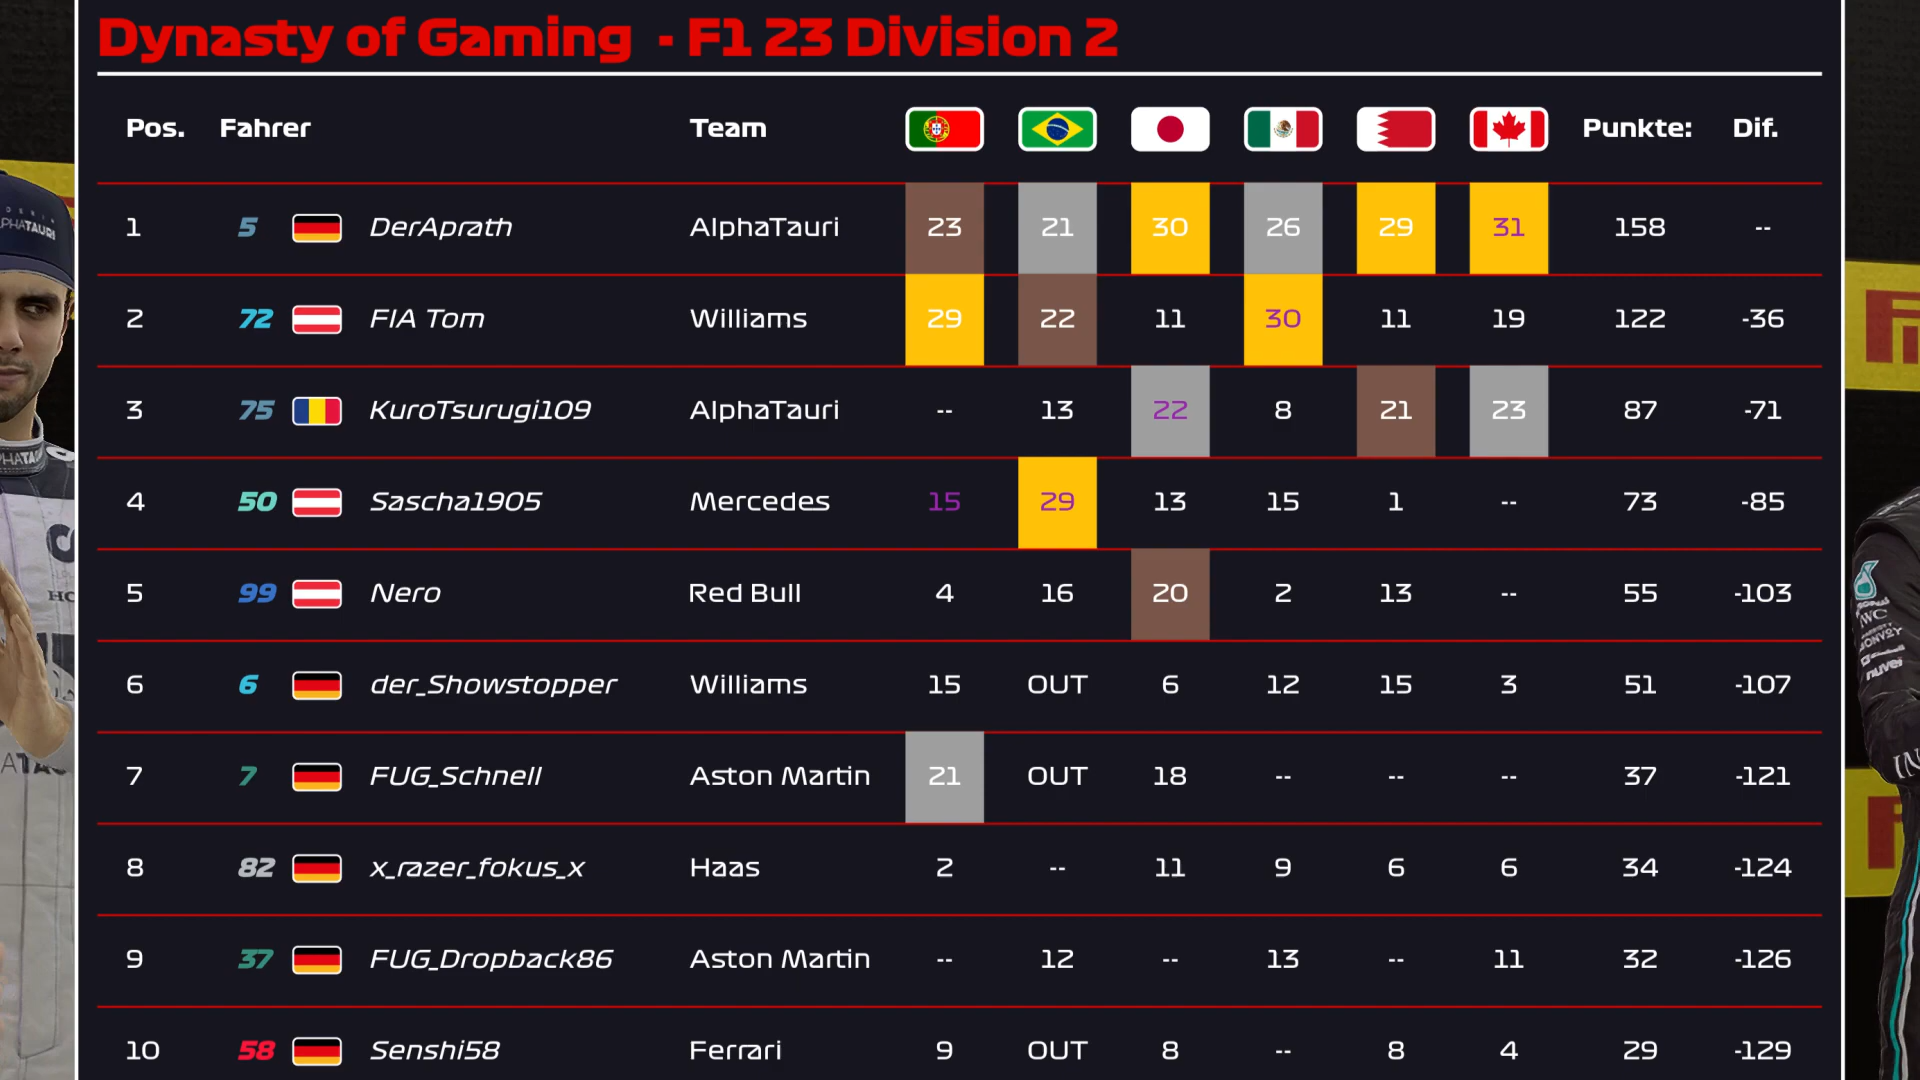 Dynasty of Gaming - F1 23 Division 2
Pos. Fahrer Team Punkte: Dif.
1 5 DerAprath AlphaTauri 23 21 30 26 29 31 158 --
2 72 FIA Tom Williams 29 22 11 30 11 19 122 -36
3 75 KuroTsurugi109 AlphaTauri -- 13 22 8 21 23 87 -71
4 50 Sascha1905 Mercedes 15 29 13 15 1 -- 73 -85
5 99 Nero Red Bull 4 16 20 2 13 -- 55 -103
6 6 der_Showstopper Williams 15 OUT 6 12 15 3 51 -107
7 7 FUG_Schnell Aston Martin 21 OUT 18 -- -- -- 37 -121
8 82 x_razer_fokus_x Haas 2 -- 11 9 6 6 34 -124
9 37 FUG_Dropback86 Aston Martin -- 12 -- 13 -- 11 32 -126
10 58 Senshi58 Ferrari 9 OUT 8 -- 8 4 29 -129